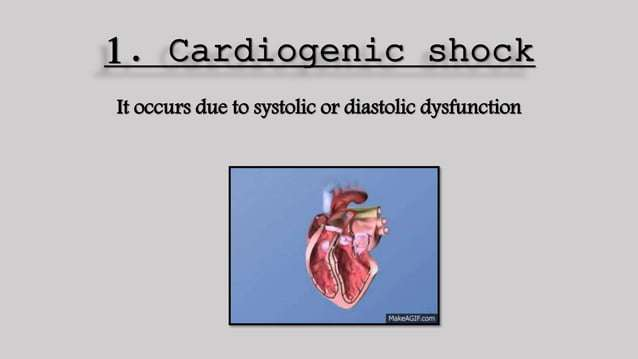 1. Cardiogenic shock
It occurs due to systolic or diastolic dysfunction
MakeAGIF.com